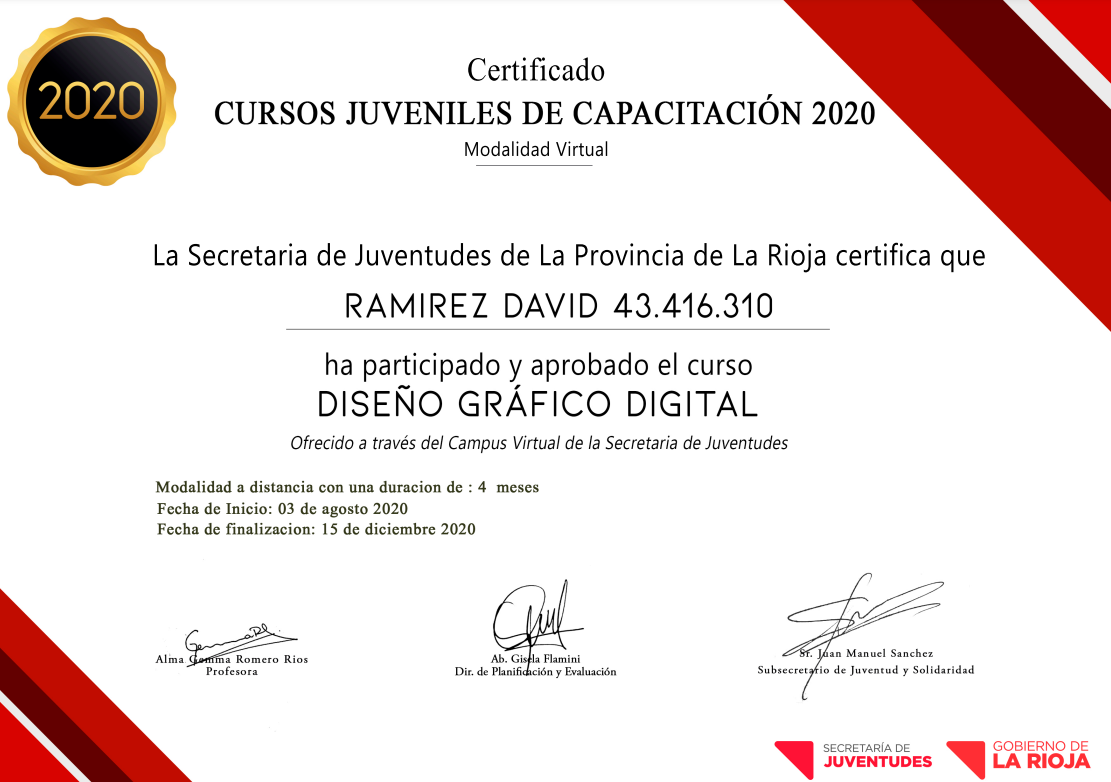 2020
Certificado
CURSOS JUVENILES DE CAPACITACIÓN 2020
Modalidad Virtual
La Secretaria de Juventudes de La Provincia de La Rioja certifica que
RAMIREZ DAVID 43.416.310
ha participado y aprobado el curso
DISEÑO GRÁFICO DIGITAL
Ofrecido a través del Campus Virtual de la Secretaria de Juventudes
Modalidad a distancia con una duracion de : 4 meses
Fecha de Inicio: 03 de agosto 2020
Fecha de finalizacion: 15 de diciembre 2020
Alma Gemma Romero Rios
Profesora
Ab. Gisela Flamini
Dir. de Planificación y Evaluación
Sr. Juan Manuel Sanchez
Subsecretario de Juventud y Solidaridad
SECRETARÍA DE
JUVENTUDES
GOBIERNO DE
LA RIOJA